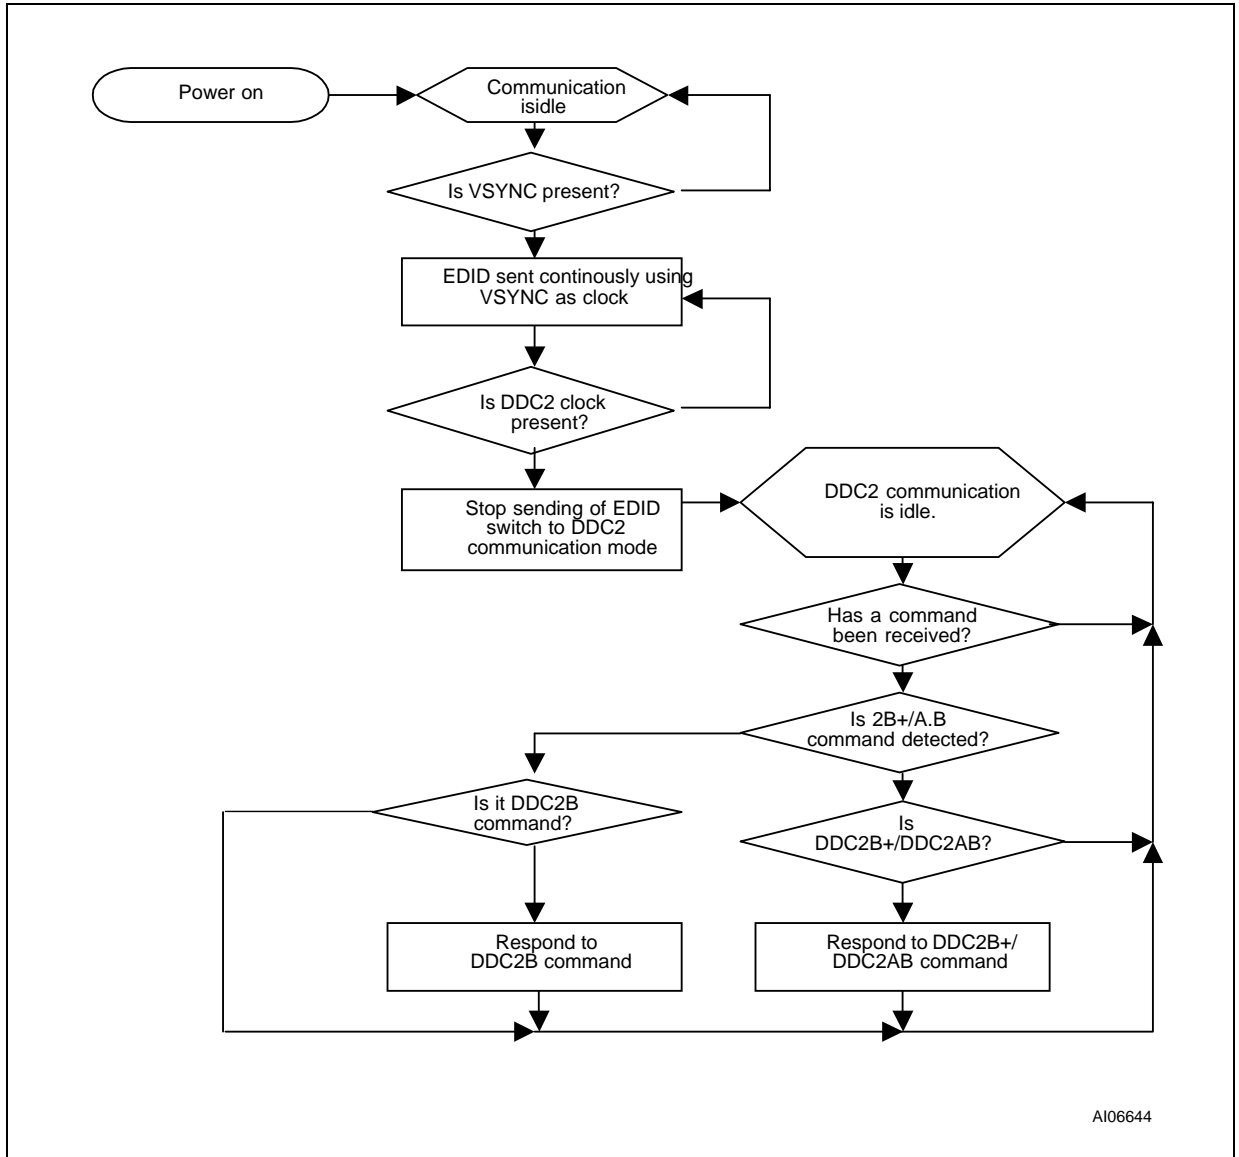 Power on
Communication
isidle
Is VSYNC present?
EDID sent continously using
VSYNC as clock
Is DDC2 clock
present?
Stop sending of EDID
switch to DDC2
communication mode
DDC2 communication
is idle.
Has a command
been received?
Is 2B+/A.B
command detected?
Is it DDC2B
command?
Is
DDC2B+/DDC2AB?
Respond to
DDC2B command
Respond to DDC2B+/
DDC2AB command
AI06644